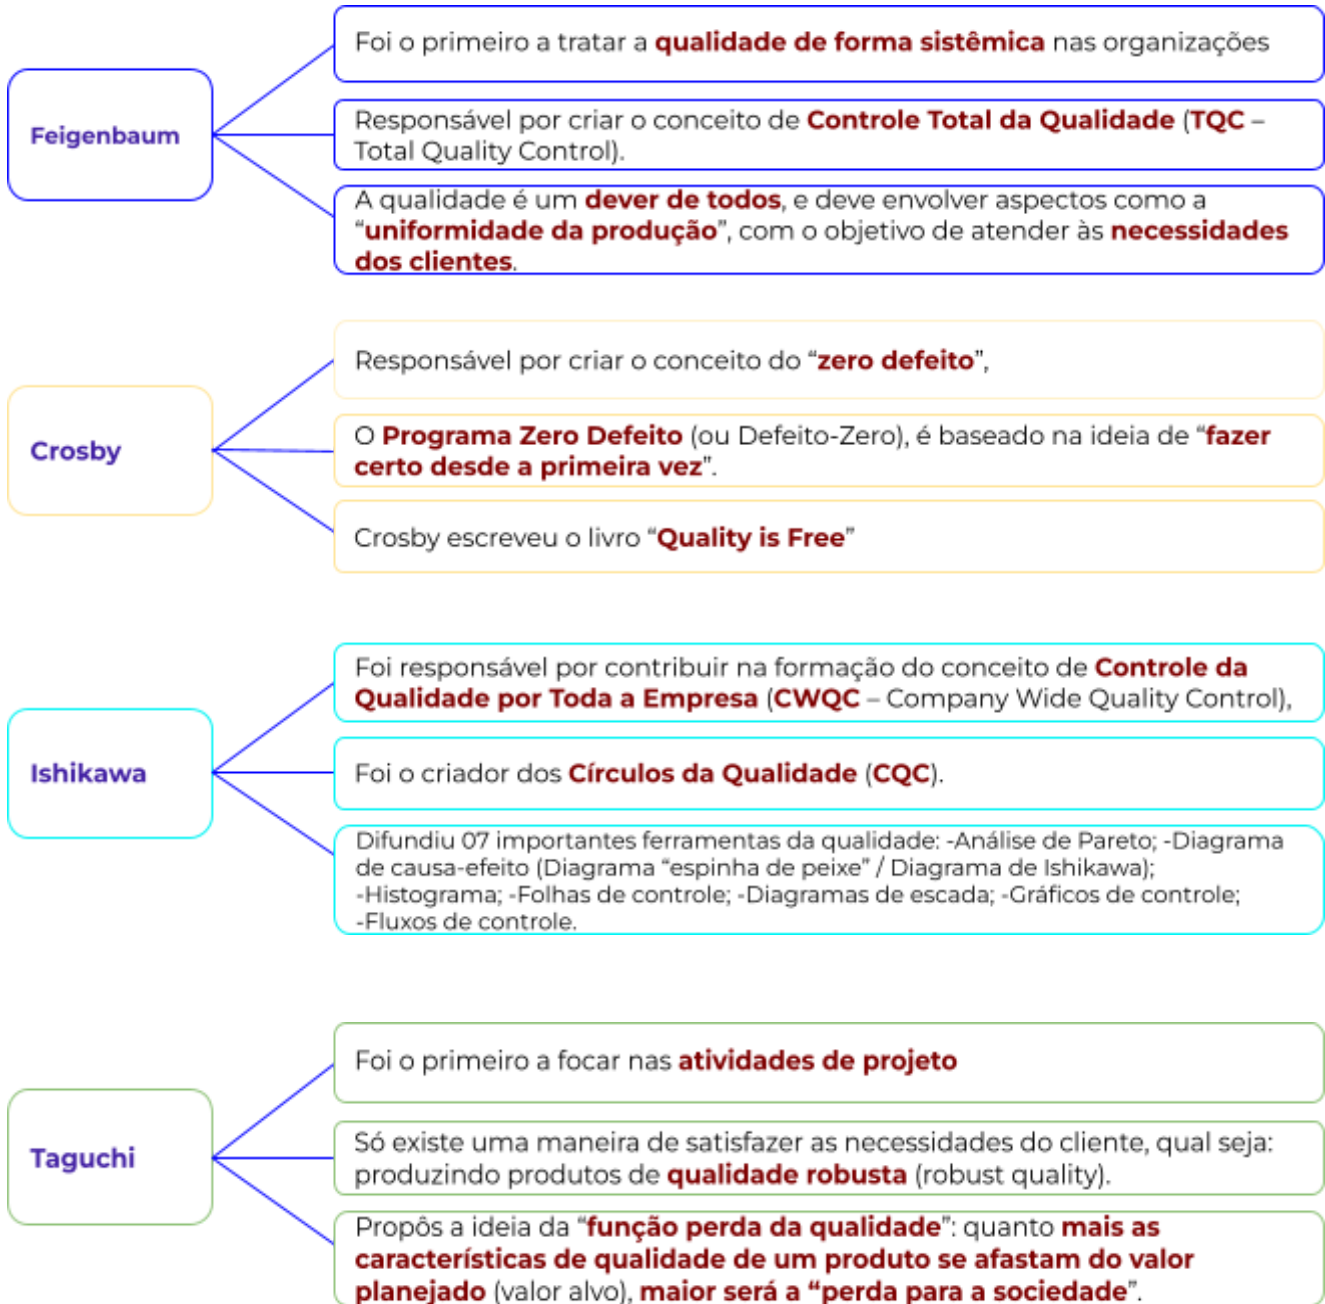 Feigenbaum
Foi o primeiro a tratar a qualidade de forma sistêmica nas organizações
Responsável por criar o conceito de Controle Total da Qualidade (TQC –
Total Quality Control).
A qualidade é um dever de todos, e deve envolver aspectos como a
“uniformidade da produção”, com o objetivo de atender às necessidades
dos clientes.
Crosby
Responsável por criar o conceito do “zero defeito”,
O Programa Zero Defeito (ou Defeito-Zero), é baseado na ideia de “fazer
certo desde a primeira vez”.
Crosby escreveu o livro “Quality is Free”
Ishikawa
Foi responsável por contribuir na formação do conceito de Controle da
Qualidade por Toda a Empresa (CWQC – Company Wide Quality Control),
Foi o criador dos Círculos da Qualidade (CQC).
Difundiu 07 importantes ferramentas da qualidade: -Análise de Pareto; -Diagrama
de causa-efeito (Diagrama “espinha de peixe” / Diagrama de Ishikawa);
-Histograma; -Folhas de controle; -Diagramas de escada; -Gráficos de controle;
-Fluxos de controle.
Taguchi
Foi o primeiro a focar nas atividades de projeto
Só existe uma maneira de satisfazer as necessidades do cliente, qual seja:
produzindo produtos de qualidade robusta (robust quality).
Propôs a ideia da “função perda da qualidade”: quanto mais as
características de qualidade de um produto se afastam do valor
planejado (valor alvo), maior será a “perda para a sociedade”.